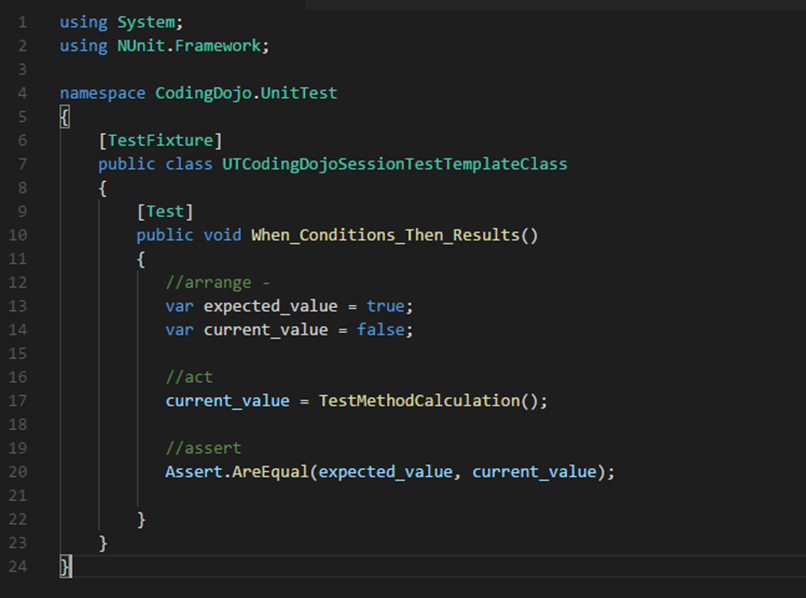 1 using System;
2 using NUnit.Framework;
3
4 namespace CodingDojo.UnitTest
5 {
6 [TestFixture]
7 public class UTCodingDojoSessionTestTemplateClass
8 {
9 [Test]
10 public void When_Conditions_Then_Results()
11 {
12 //arrange -
13 var expected_value = true;
14 var current_value = false;
15
16 //act
17 current_value = TestMethodCalculation();
18
19 //assert
20 Assert.AreEqual(expected_value, current_value);
21
22 }
23 }
24 }